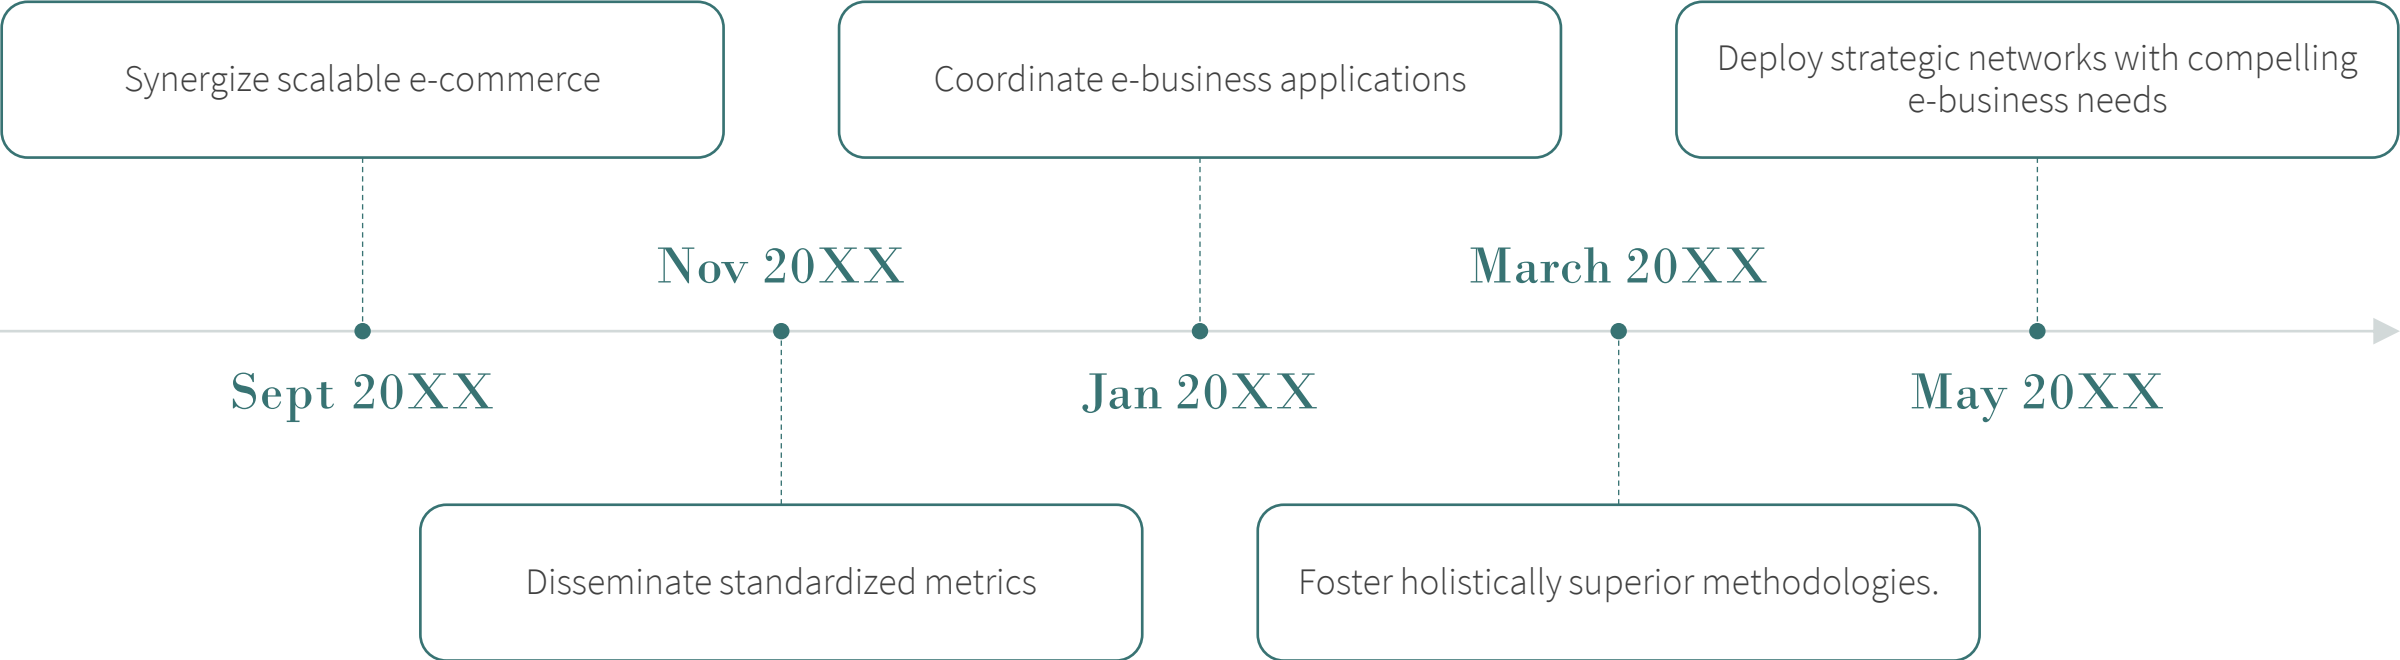 Synergize scalable e-commerce
Coordinate e-business applications
Deploy strategic networks with compelling
e-business needs
Nov 20XX
March 20XX
Sept 20XX
Jan 20XX
May 20XX
Disseminate standardized metrics
Foster holistically superior methodologies.